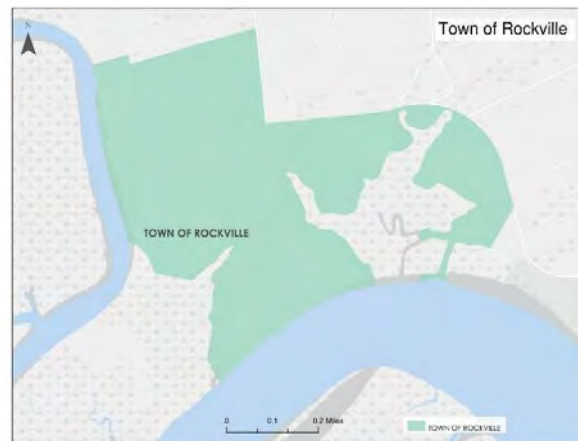 Town of Rockville
N
TOWN OF ROCKVILLE
0 0.1 0.2 Miles
TOWN OF ROCKVILLE